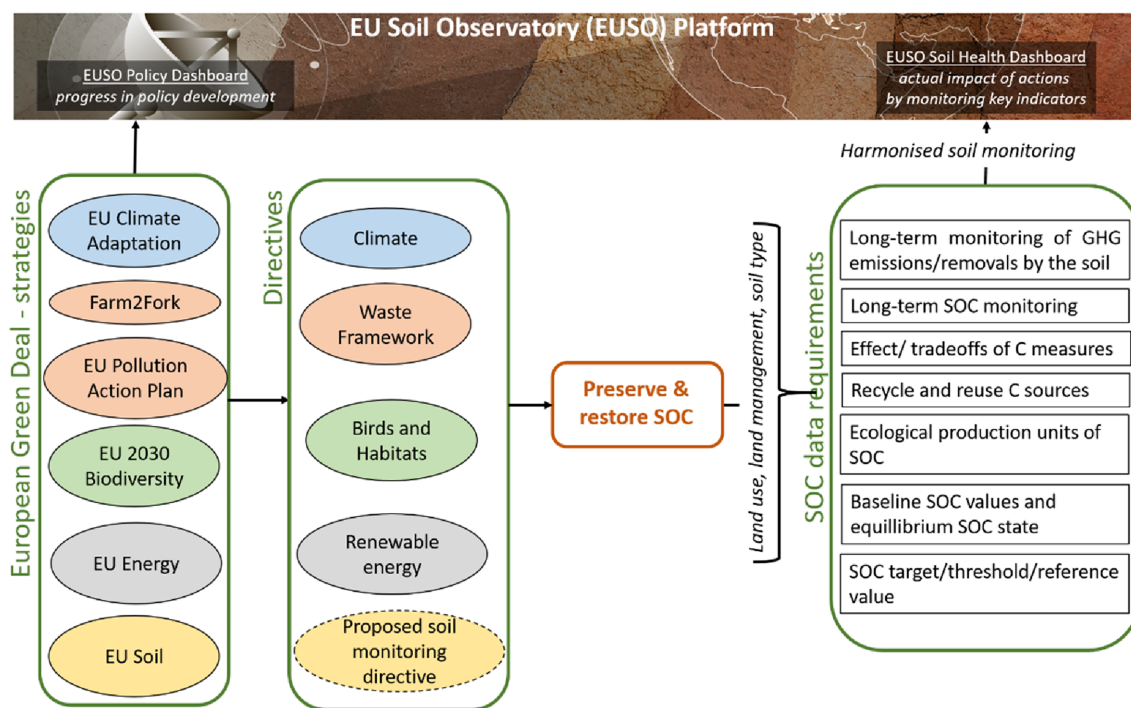 EU Soil Observatory (EUSO) Platform
EUSO Policy Dashboard
progress in policy development
EUSO Soil Health Dashboard
actual impact of actions
by monitoring key indicators
Harmonised soil monitoring
European Green Deal - strategies
EU Climate
Adaptation
Farm2Fork
EU Pollution
Action Plan
EU 2030
Biodiversity
EU Energy
EU Soil
Directives
Climate
Waste
Framework
Birds and
Habitats
Renewable
energy
Proposed soil
monitoring
directive
Preserve &
restore SOC
Land use, land management, soil type
SOC data requirements
Long-term monitoring of GHG
emissions/removals by the soil
Long-term SOC monitoring
Effect/ tradeoffs of C measures
Recycle and reuse C sources
Ecological production units of
SOC
Baseline SOC values and
equillibrium SOC state
SOC target/threshold/reference
value